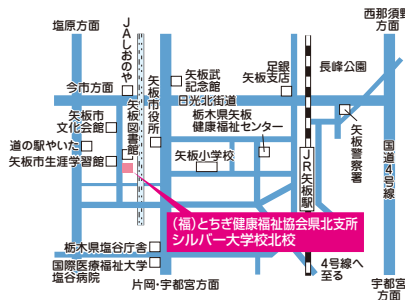 塩原方面
JAしおのや
西那須野
方面
矢板武
記念館
足銀
矢板支店
長峰公園
今市方面
日光北街道
矢板市
文化会館
矢板図書館
矢板市役所
栃木県矢板
健康福祉センター
道の駅やいた
矢板市生涯学習館
矢板小学校
JR矢板駅
矢板警察署
国道4号線
(福)とちぎ健康福祉協会県北支所
シルバー大学校北校
栃木県塩谷庁舎
国際医療福祉大学
塩谷病院
片岡・宇都宮方面
4号線へ
至る
宇都宮
方面